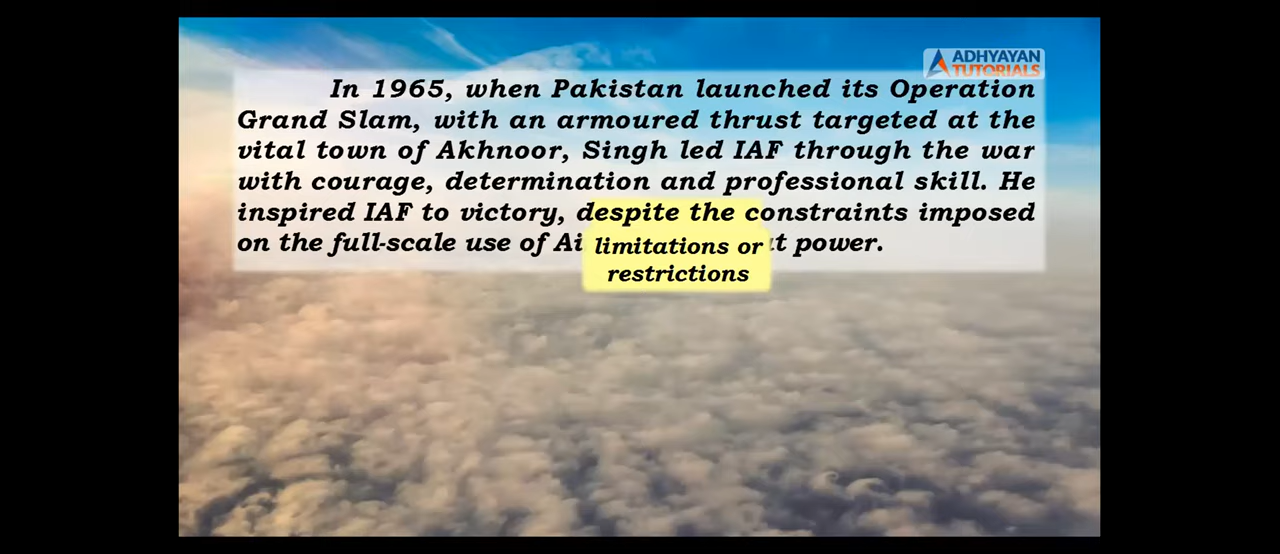 ADHYAYAN
TUTORIALS
In 1965, when Pakistan launched its Operation
Grand Slam, with an armoured thrust targeted at the
vital town of Akhnoor, Singh led IAF through the war
with courage, determination and professional skill. He
inspired IAF to victory, despite the constraints imposed
on the full-scale use of power.
limitations or
restrictions